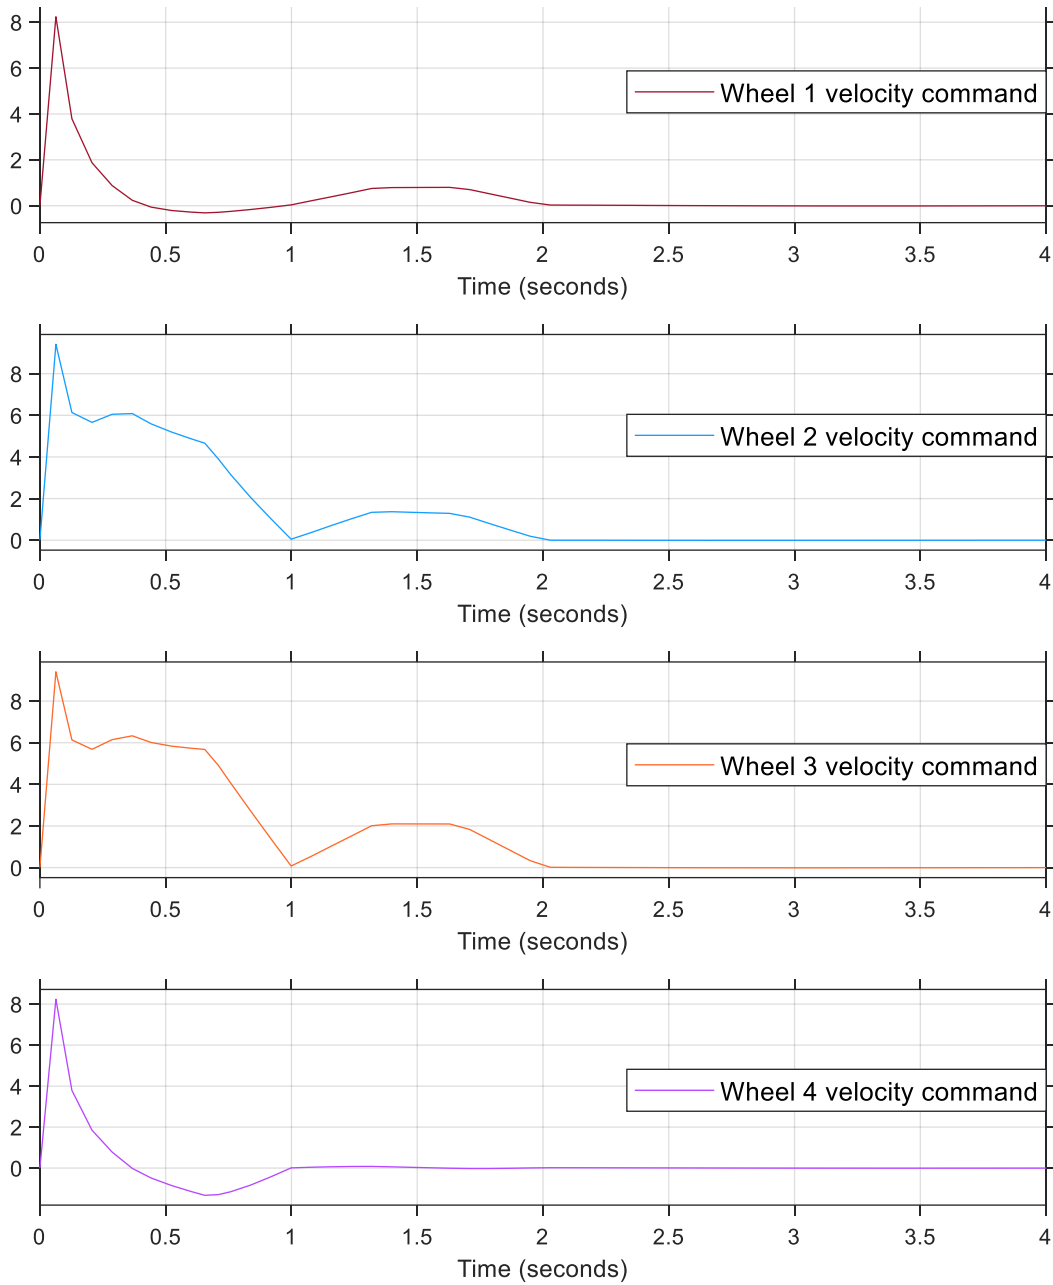 8
6
4
2
0
Wheel 1 velocity command
0 0.5 1 1.5 2 2.5 3 3.5 4
Time (seconds)
8
6
4
2
0
Wheel 2 velocity command
0 0.5 1 1.5 2 2.5 3 3.5 4
Time (seconds)
8
6
4
2
0
Wheel 3 velocity command
0 0.5 1 1.5 2 2.5 3 3.5 4
Time (seconds)
8
6
4
2
0
Wheel 4 velocity command
0 0.5 1 1.5 2 2.5 3 3.5 4
Time (seconds)